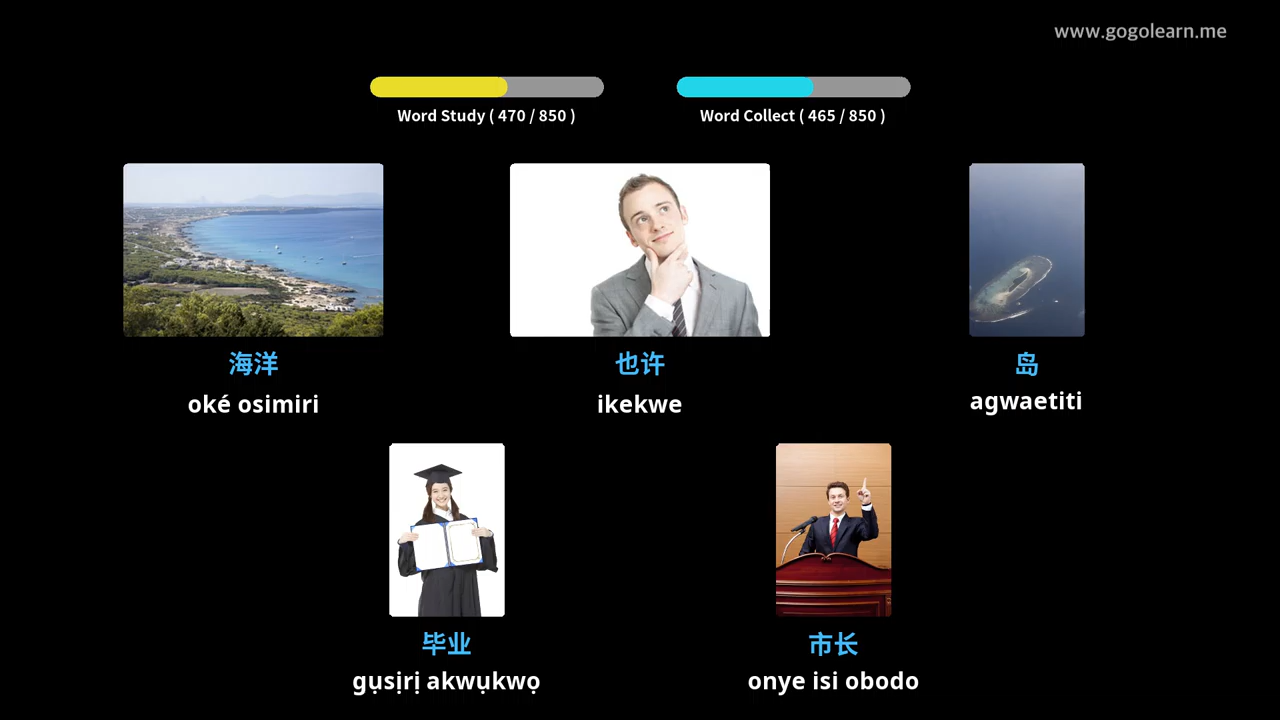 www.gogolearn.me
Word Study ( 470 / 850 )
Word Collect ( 465 / 850 )
海洋
oké osimiri
也许
ikekwe
岛
agwaetiti
毕业
gụsịrị akwụkwọ
市长
onye isi obodo